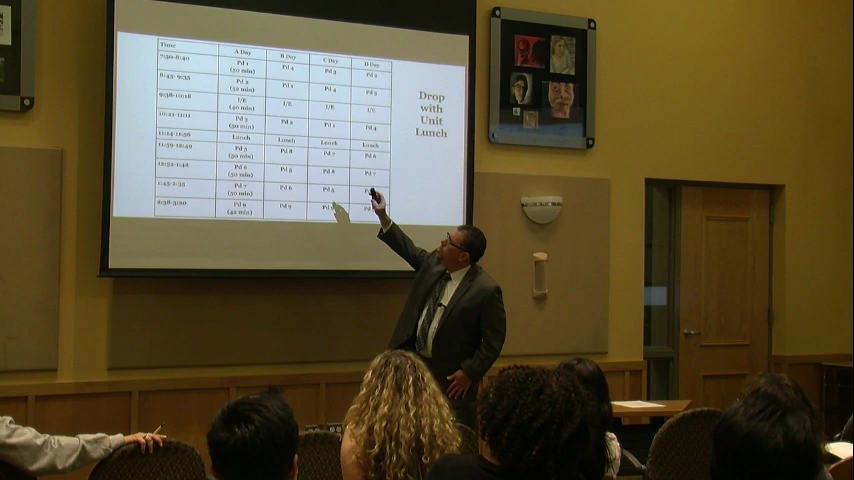 Time A Day B Day C Day D Day
7:50-8:40 Pd 1 Pd 4 Pd 3 Pd 2
(50 min)
8:43-9:35 Pd 2 Pd 1 Pd 4 Pd 3
(52 min)
9:38-10:18 I/E I/E I/E I/E
(40 min)
10:21-11:11 Pd 3 Pd 2 Pd 1 Pd 4
(50 min)
11:14-11:56 Lunch Lunch Lunch Lunch
11:59-12:49 Pd 5 Pd 8 Pd 7 Pd 6
(50 min)
12:52-1:42 Pd 6 Pd 5 Pd 8 Pd 7
(50 min)
1:45-2:35 Pd 7 Pd 6 Pd 5
(50 min)
2:38-3:20 Pd 8 Pd 7
(42 min)
Drop
with
Unit
Lunch